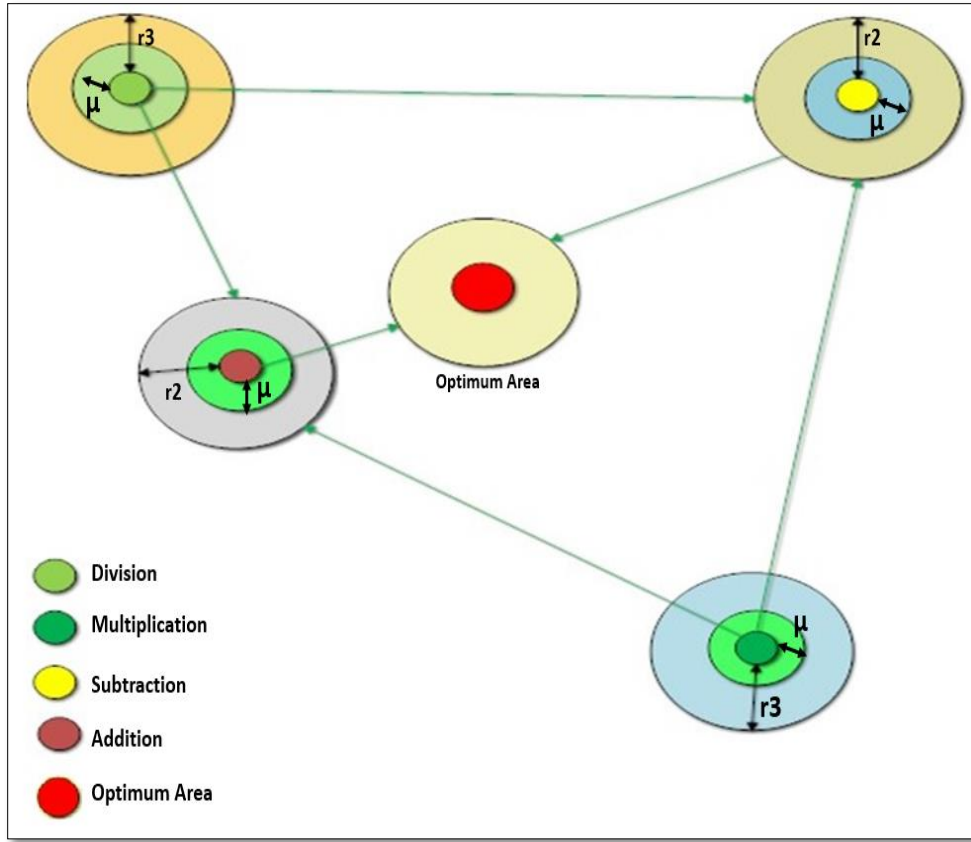 r3
μ
r2
μ
Optimum Area
r2
μ
μ
r3
Division
Multiplication
Subtraction
Addition
Optimum Area